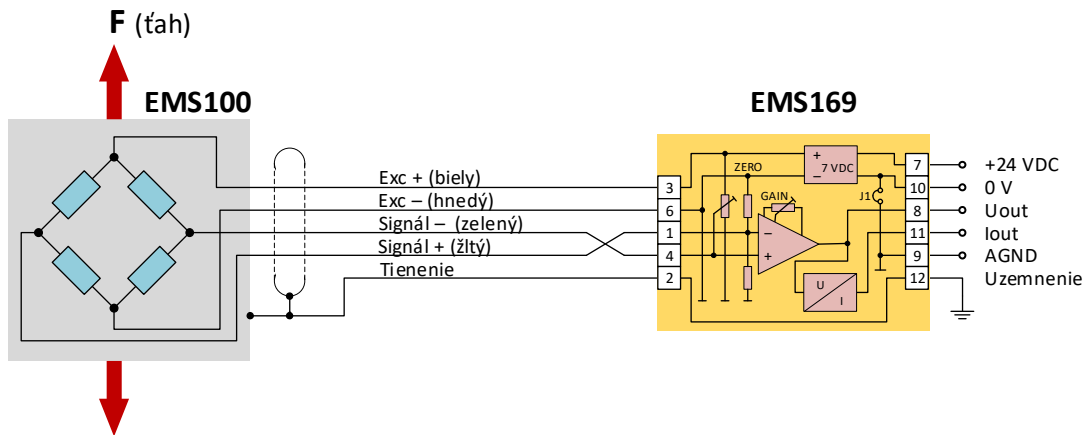 F (ťah)
EMS100
EMS169
Exc + (biely)
Exc – (hnedý)
Signál – (zelený)
Signál + (žltý)
Tienenie
3
6
1
4
2
ZERO
GAIN
+
–
7 VDC
J1
–
+
U
I
7
10
8
11
9
12
+24 VDC
0 V
Uout
Iout
AGND
Uzemnenie